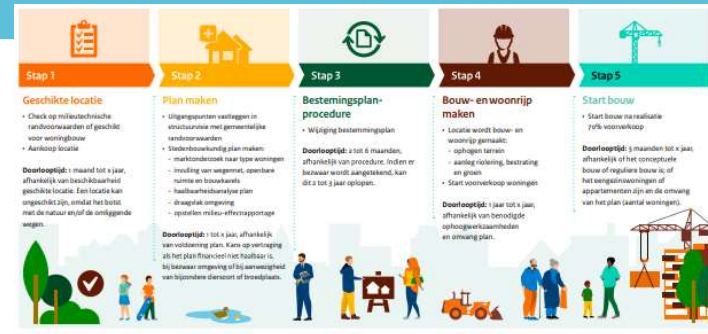 Stap 1
Geschikte locatie
• Check op milieutechnische
randvoorwaarden of geschikt
voor woningbouw
• Aankoop locatie
Doorlooptijd: 1 maand tot x jaar,
afhankelijk van beschikbaarheid
geschikte locatie. Een locatie kan
ongeschikt zijn, omdat het botst
met de natuur en/of de omliggende
wegen.
Stap 2
Plan maken
• Uitgangspunten vastleggen in
structuurvisie met gemeentelijke
randvoorwaarden
• Stedenbouwkundig plan maken:
- marktonderzoek naar type woningen
- invulling van wegennet, openbare
ruimte en bouwkavels
- haalbaarheidsanalyse plan
- draagvlak omgeving
- opstellen milieu-effectrapportage
Doorlooptijd: 1 tot x jaar, afhankelijk
van voldoening plan. Kans op vertraging
als het plan financieel niet haalbaar is,
bij bezwaar omgeving of bij aanwezigheid
van bijzondere diersoort of broedplaats.
Stap 3
Bestemingsplan-
procedure
• Wijziging bestemmingsplan
Doorlooptijd: 2 tot 6 maanden,
afhankelijk van procedure. Indien er
bezwaar wordt aangetekend, kan
dit 2 tot 3 jaar oplopen.
Stap 4
Bouw- en woonrijp
maken
• Locatie wordt bouw- en
woonrijp gemaakt:
- ophogen terrein
- aanleg riolering, bestrating
en groen
• Start voorverkoop woningen
Doorlooptijd: 1 jaar tot x jaar,
afhankelijk van benodigde
ophoogwerkzaamheden
en omvang plan.
Stap 5
Start bouw
• Start bouw na realisatie
70% voorverkoop
Doorlooptijd: 3 maanden tot x jaar,
afhankelijk of het conceptuele
bouw of reguliere bouw is; of
het eengezinswoningen of
appartementen zijn en de omvang
van het plan (aantal woningen).